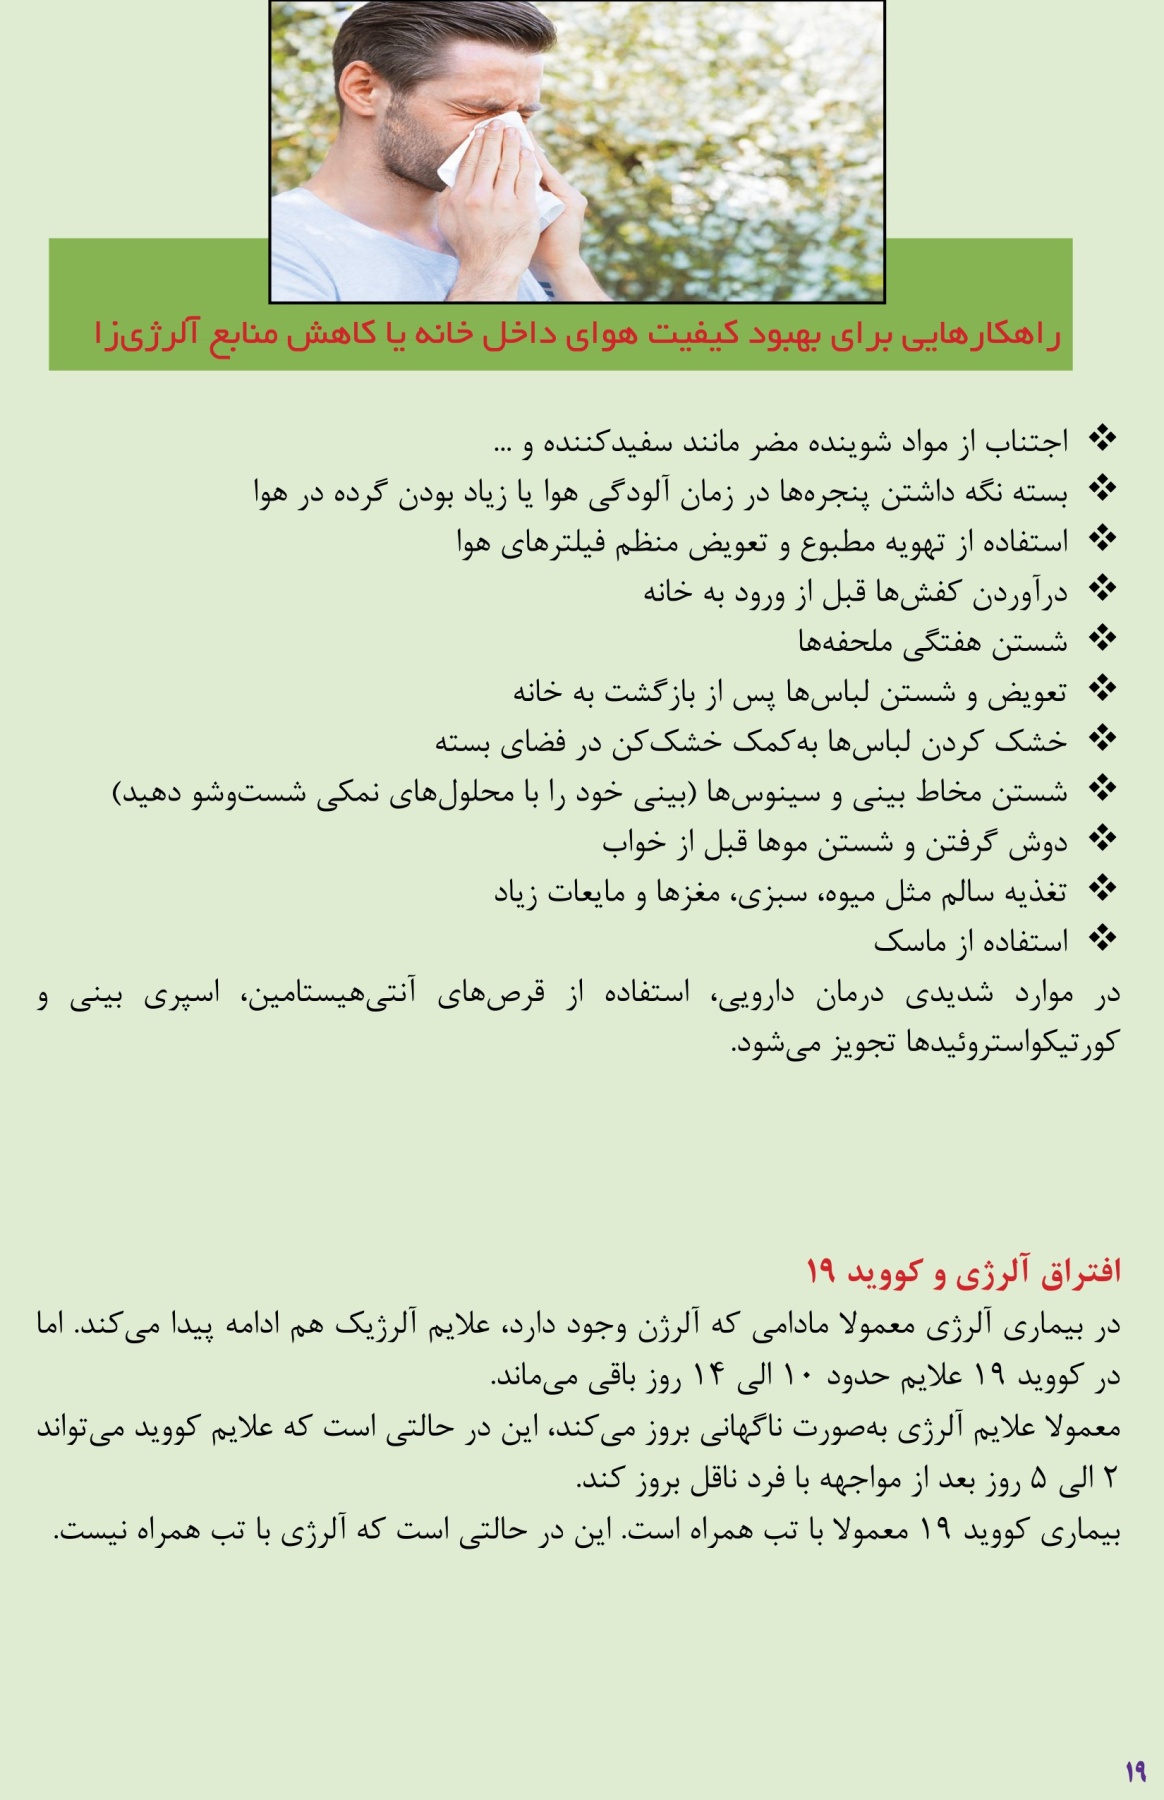 راهکارهایی برای بهبود کیفیت هوای داخل خانه یا کاهش منابع آلرژی‌زا
❖ اجتناب از مواد شوینده مضر مانند سفیدکننده و ...
❖ بسته نگه داشتن پنجره‌ها در زمان آلودگی هوا یا زیاد بودن گرده در هوا
❖ استفاده از تهویه مطبوع و تعویض منظم فیلترهای هوا
❖ درآوردن کفش‌ها قبل از ورود به خانه
❖ شستن هفتگی ملحفه‌ها
❖ تعویض و شستن لباس‌ها پس از بازگشت به خانه
❖ خشک کردن لباس‌ها به‌کمک خشک‌کن در فضای بسته
❖ شستن مخاط بینی و سینوس‌ها (بینی خود را با محلول‌های نمکی شست‌وشو دهید)
❖ دوش گرفتن و شستن موها قبل از خواب
❖ تغذیه سالم مثل میوه، سبزی، مغزها و مایعات زیاد
❖ استفاده از ماسک
در موارد شدیدی درمان دارویی، استفاده از قرص‌های آنتی‌هیستامین، اسپری بینی و
کورتیکواستروئیدها تجویز می‌شود.
افتراق آلرژی و کووید ۱۹
در بیماری آلرژی معمولا مادامی که آلرژن وجود دارد، علایم آلرژیک هم ادامه پیدا می‌کند. اما
در کووید ۱۹ علایم حدود ۱۰ الی ۱۴ روز باقی می‌ماند.
معمولا علایم آلرژی به‌صورت ناگهانی بروز می‌کند، این در حالتی است که علایم کووید می‌تواند
۲ الی ۵ روز بعد از مواجهه با فرد ناقل بروز کند.
بیماری کووید ۱۹ معمولا با تب همراه است. این در حالتی است که آلرژی با تب همراه نیست.
۱۹